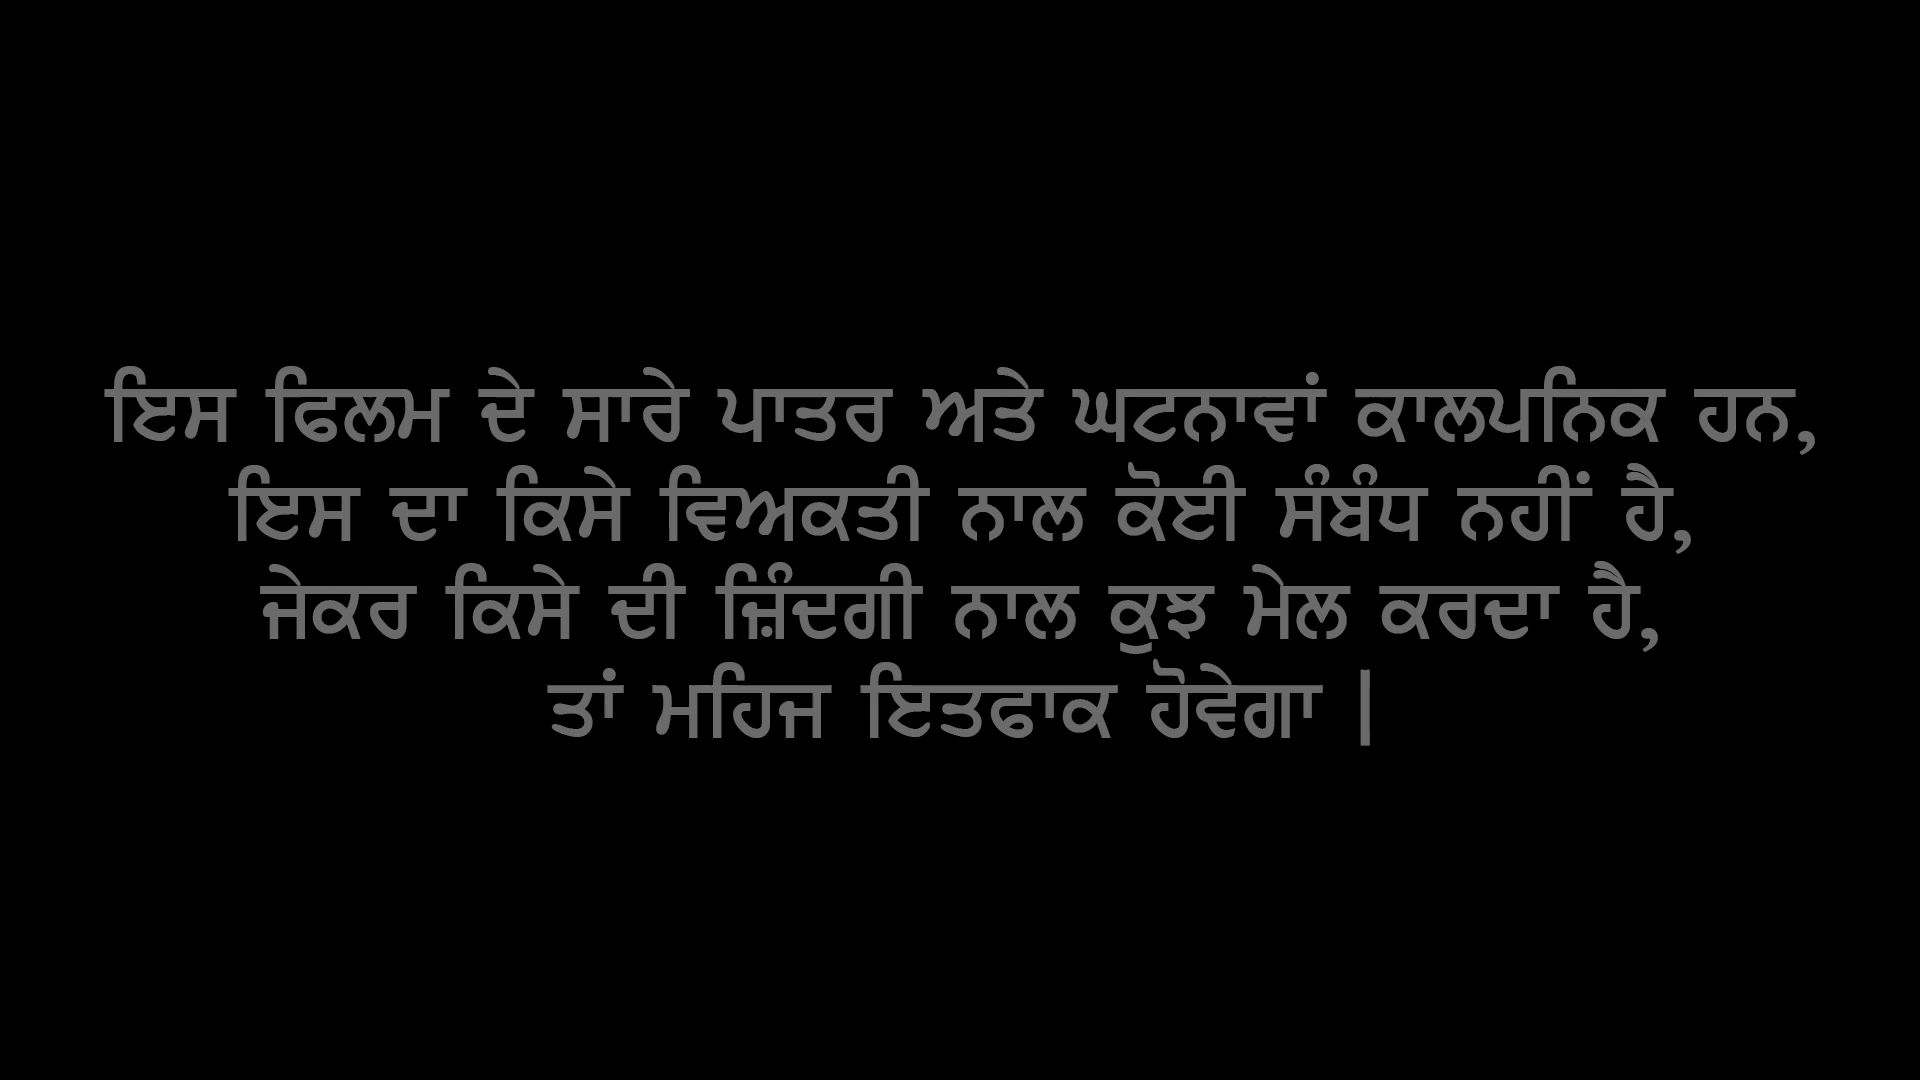 ਇਸ ਫਿਲਮ ਦੇ ਸਾਰੇ ਪਾਤਰ ਅਤੇ ਘਟਨਾਵਾਂ ਕਾਲਪਨਿਕ ਹਨ,
ਇਸ ਦਾ ਕਿਸੇ ਵਿਅਕਤੀ ਨਾਲ ਕੋਈ ਸੰਬੰਧ ਨਹੀਂ ਹੈ,
ਜੇਕਰ ਕਿਸੇ ਦੀ ਜ਼ਿੰਦਗੀ ਨਾਲ ਕੁਝ ਮੇਲ ਕਰਦਾ ਹੈ,
ਤਾਂ ਮਹਿਜ ਇਤਫਾਕ ਹੋਵੇਗਾ |